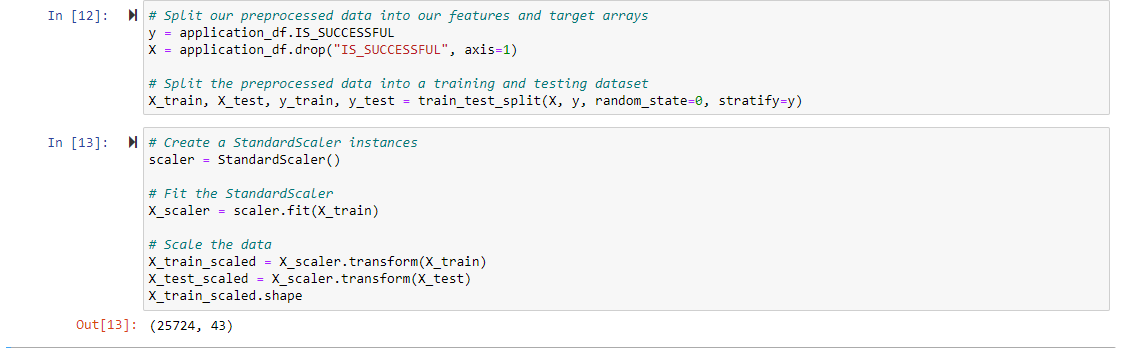 In [12]:
# Split our preprocessed data into our features and target arrays
y = application_df.IS_SUCCESSFUL
X = application_df.drop("IS_SUCCESSFUL", axis=1)
# Split the preprocessed data into a training and testing dataset
X_train, X_test, y_train, y_test = train_test_split(X, y, random_state=0, stratify=y)
In [13]:
# Create a StandardScaler instances
scaler = StandardScaler()
# Fit the StandardScaler
X_scaler = scaler.fit(X_train)
# Scale the data
X_train_scaled = X_scaler.transform(X_train)
X_test_scaled = X_scaler.transform(X_test)
X_train_scaled.shape
Out[13]: (25724, 43)